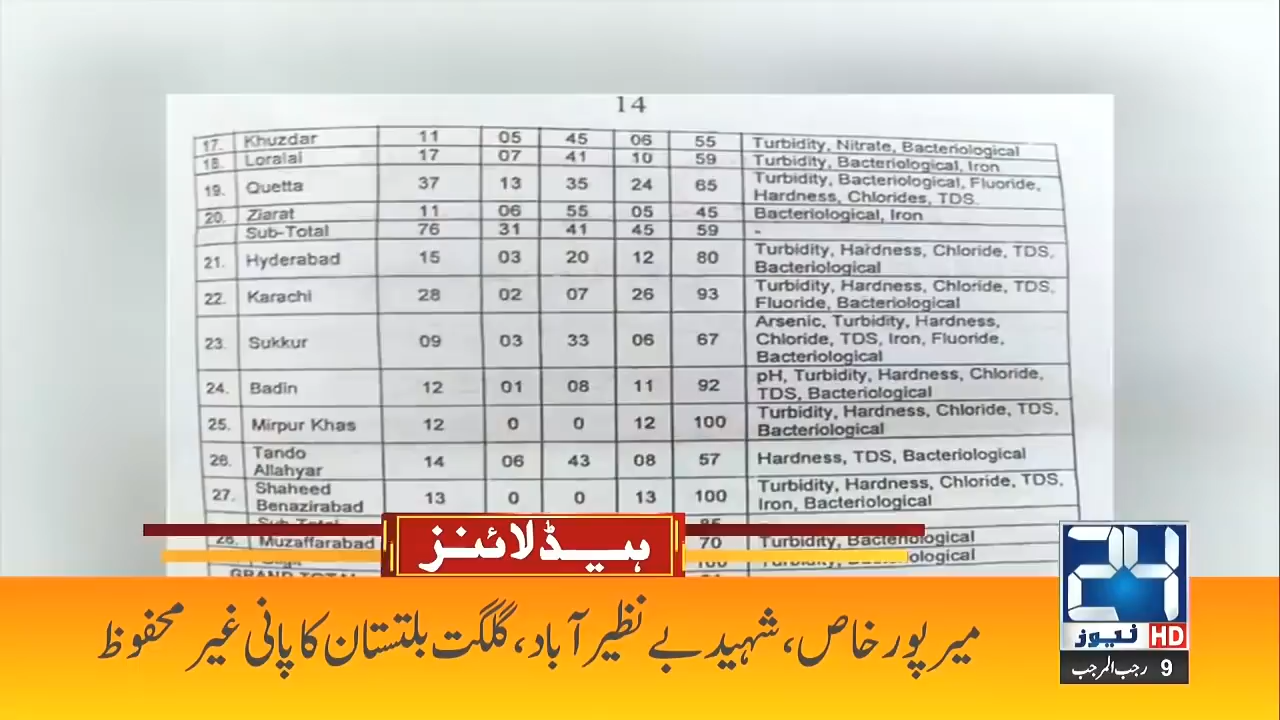 14
17. Khuzdar 11 05 45 06 55 Turbidity, Nitrate, Bacteriological
18. Loralai 17 07 41 10 59 Turbidity, Bacteriological, Iron
19. Quetta 37 13 35 24 65 Turbidity, Bacteriological, Fluoride,
Hardness, Chlorides, TDS.
20. Ziarat 11 06 55 05 45 Bacteriological, Iron
Sub-Total 76 31 41 45 59 -
21. Hyderabad 15 03 20 12 80 Turbidity, Hardness, Chloride, TDS,
Bacteriological
22. Karachi 28 02 07 26 93 Turbidity, Hardness, Chloride, TDS,
Fluoride, Bacteriological
23. Sukkur 09 03 33 06 67 Arsenic, Turbidity, Hardness,
Chloride, TDS, Iron, Fluoride,
Bacteriological
24. Badin 12 01 08 11 92 pH, Turbidity, Hardness, Chloride,
TDS, Bacteriological
25. Mirpur Khas 12 0 0 12 100 Turbidity, Hardness, Chloride, TDS,
Bacteriological
26. Tando
Allahyar 14 06 43 08 57 Hardness, TDS, Bacteriological
27. Shaheed
Benazirabad 13 0 0 13 100 Turbidity, Hardness, Chloride, TDS,
Iron, Bacteriological
Sub-Total
28. Muzaffarabad 70 Turbidity, Bacteriological
GRAND TOTAL
ہیڈلائنز
میرپورخاص، شہیدبے نظیرآباد،گلگت بلتستان کا پانی غیر محفوظ
24
نیوز HD
9 رجب المرجب